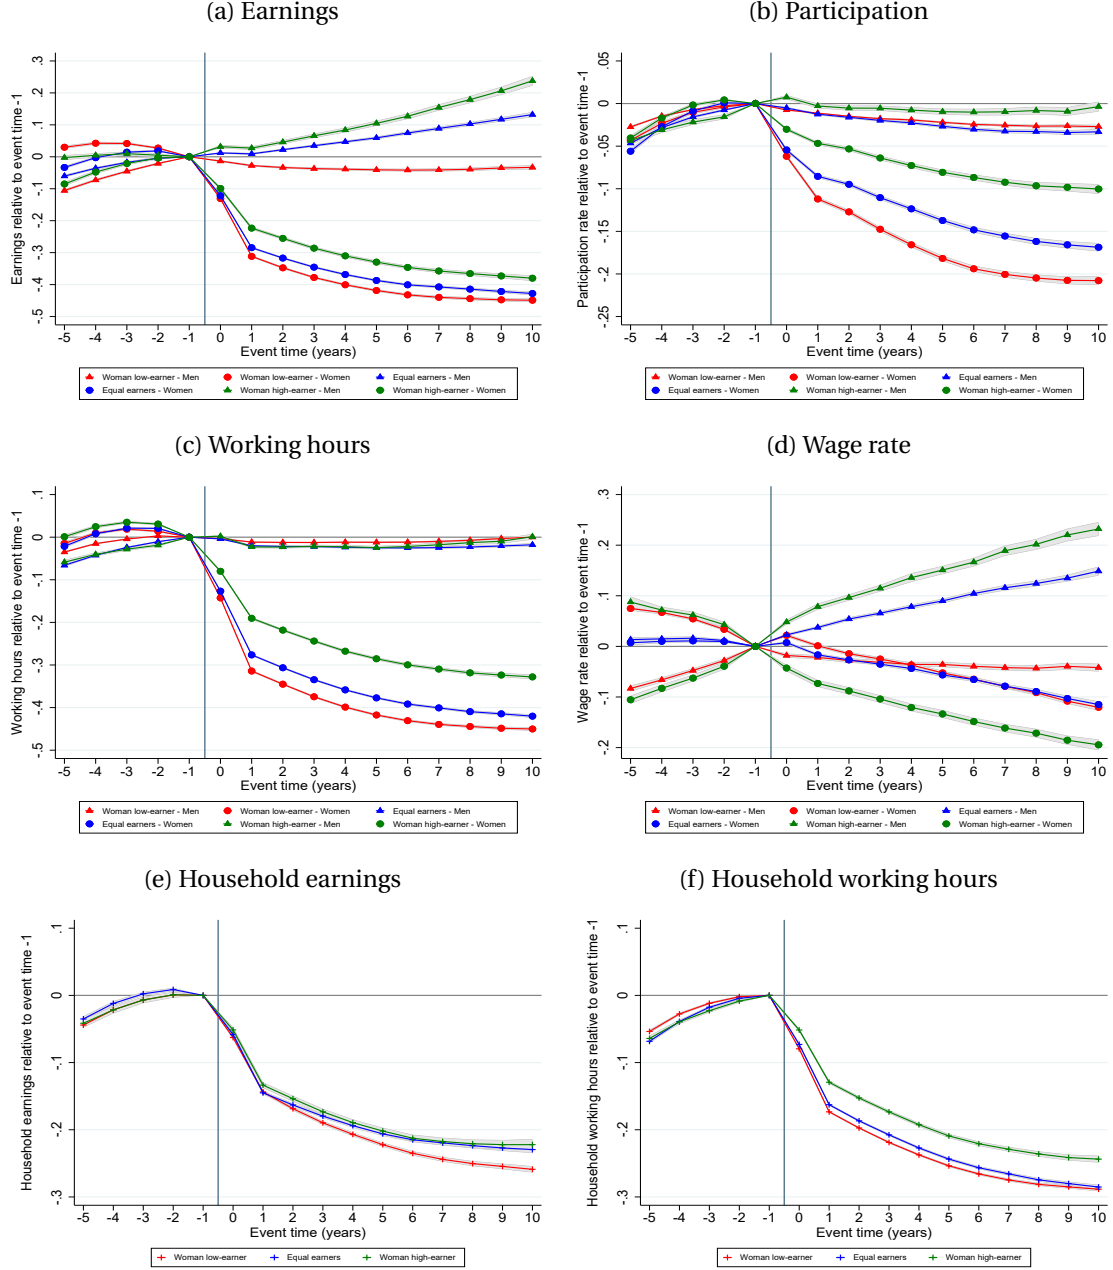 (a) Earnings
(b) Participation
Earnings relative to event time -1
.3
.2
.1
0
-.1
-.2
-.3
-.4
-.5
-5 -4 -3 -2 -1 0 1 2 3 4 5 6 7 8 9 10
Event time (years)
Woman low-earner - Men Woman low-earner - Women Equal earners - Men
Equal earners - Women Woman high-earner - Men Woman high-earner - Women
Participation rate relative to event time -1
.05
0
-.05
-.1
-.15
-.2
-.25
-5 -4 -3 -2 -1 0 1 2 3 4 5 6 7 8 9 10
Event time (years)
Woman low-earner - Men Woman low-earner - Women Equal earners - Men
Equal earners - Women Woman high-earner - Men Woman high-earner - Women
(c) Working hours
(d) Wage rate
Working hours relative to event time -1
.1
0
-.1
-.2
-.3
-.4
-.5
-5 -4 -3 -2 -1 0 1 2 3 4 5 6 7 8 9 10
Event time (years)
Woman low-earner - Men Woman low-earner - Women Equal earners - Men
Equal earners - Women Woman high-earner - Men Woman high-earner - Women
Wage rate relative to event time -1
.3
.2
.1
0
-.1
-.2
-5 -4 -3 -2 -1 0 1 2 3 4 5 6 7 8 9 10
Event time (years)
Woman low-earner - Men Woman low-earner - Women Equal earners - Men
Equal earners - Women Woman high-earner - Men Woman high-earner - Women
(e) Household earnings
(f) Household working hours
Household earnings relative to event time -1
.1
0
-.1
-.2
-.3
-5 -4 -3 -2 -1 0 1 2 3 4 5 6 7 8 9 10
Event time (years)
Woman low-earner Equal earners Woman high-earner
Household working hours relative to event time -1
.1
0
-.1
-.2
-.3
-5 -4 -3 -2 -1 0 1 2 3 4 5 6 7 8 9 10
Event time (years)
Woman low-earner Equal earners Woman high-earner